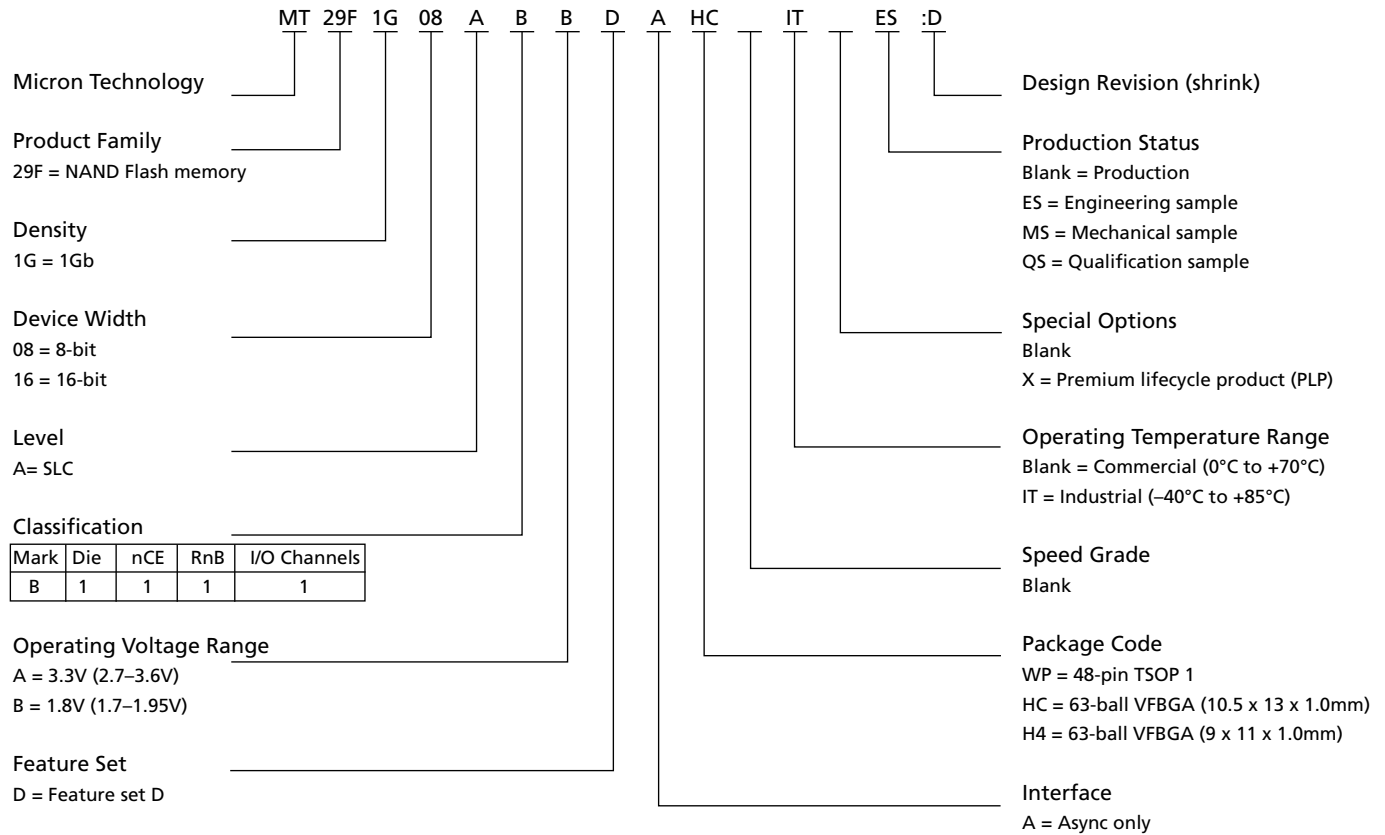 MT 29F 1G 08 A B B D A HC IT ES :D
Micron Technology
Product Family
29F = NAND Flash memory
Density
1G = 1Gb
Device Width
08 = 8-bit
16 = 16-bit
Level
A= SLC
Classification
Mark Die nCE RnB I/O Channels
B 1 1 1 1
Operating Voltage Range
A = 3.3V (2.7–3.6V)
B = 1.8V (1.7–1.95V)
Feature Set
D = Feature set D
Design Revision (shrink)
Production Status
Blank = Production
ES = Engineering sample
MS = Mechanical sample
QS = Qualification sample
Special Options
Blank
X = Premium lifecycle product (PLP)
Operating Temperature Range
Blank = Commercial (0°C to +70°C)
IT = Industrial (–40°C to +85°C)
Speed Grade
Blank
Package Code
WP = 48-pin TSOP 1
HC = 63-ball VFBGA (10.5 x 13 x 1.0mm)
H4 = 63-ball VFBGA (9 x 11 x 1.0mm)
Interface
A = Async only